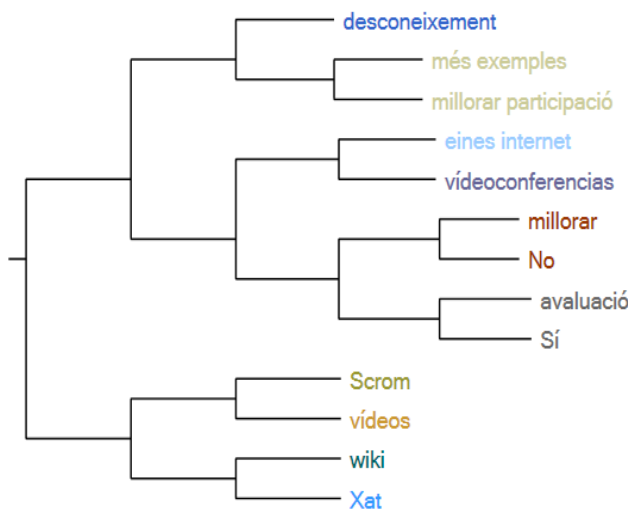 desconeixement
més exemples
millorar participació
eines internet
vídeoconferencias
millorar
No
avaluació
Sí
Scrom
vídeos
wiki
Xat